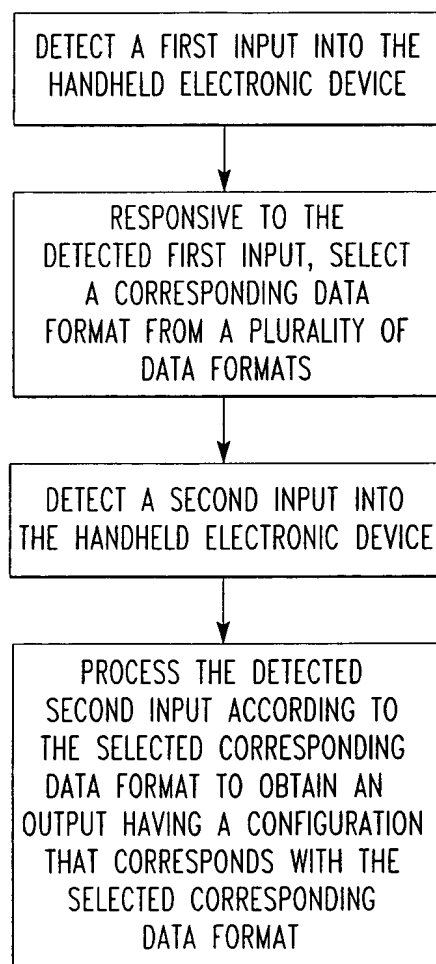 DETECT A FIRST INPUT INTO THE
HANDHELD ELECTRONIC DEVICE
RESPONSIVE TO THE
DETECTED FIRST INPUT, SELECT
A CORRESPONDING DATA
FORMAT FROM A PLURALITY OF
DATA FORMATS
DETECT A SECOND INPUT INTO
THE HANDHELD ELECTRONIC DEVICE
PROCESS THE DETECTED
SECOND INPUT ACCORDING TO
THE SELECTED CORRESPONDING
DATA FORMAT TO OBTAIN AN
OUTPUT HAVING A CONFIGURATION
THAT CORRESPONDS WITH THE
SELECTED CORRESPONDING
DATA FORMAT